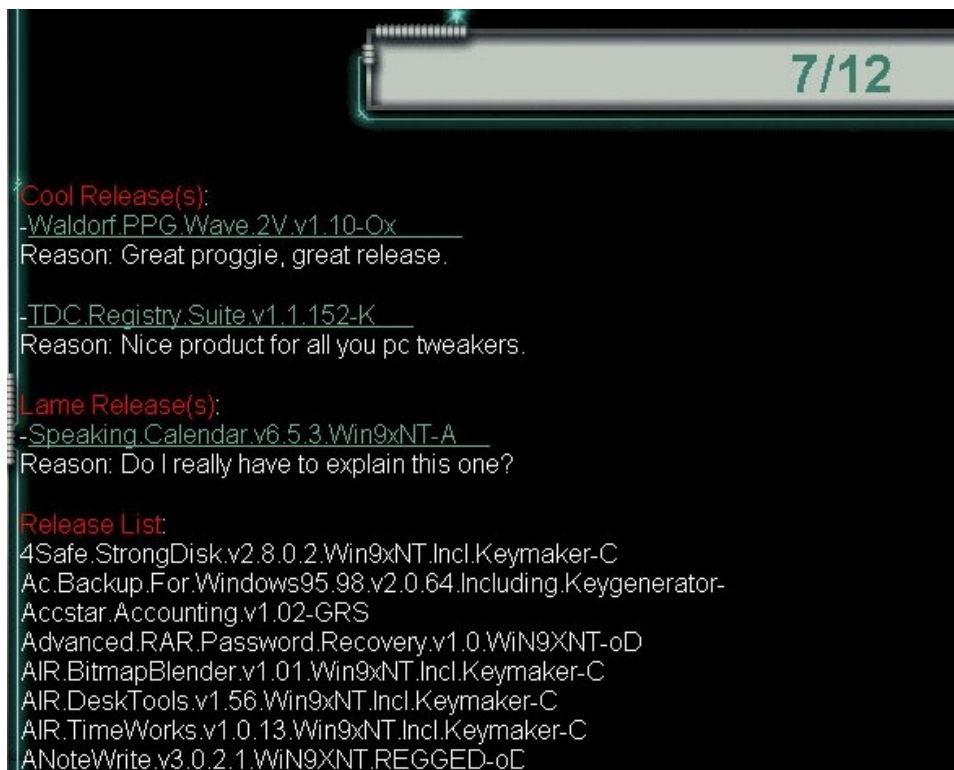 7/12
Cool Release(s):
-Waldorf.PPG.Wave.2V.v1.10-Ox
Reason: Great proggie, great release.
-TDC.Registry.Suite.v1.1.152-K
Reason: Nice product for all you pc tweakers.
Lame Release(s):
-Speaking.Calendar.v6.5.3.Win9xNT-A
Reason: Do I really have to explain this one?
Release List:
4Safe.StrongDisk.v2.8.0.2.Win9xNT.Incl.Keymaker-C
Ac.Backup.For.Windows95.98.v2.0.64.Including.Keygenerator-
Accstar.Accounting.v1.02-GRS
Advanced.RAR.Password.Recovery.v1.0.WiN9XNT-oD
AIR.BitmapBlender.v1.01.Win9xNT.Incl.Keymaker-C
AIR.DeskTools.v1.56.Win9xNT.Incl.Keymaker-C
AIR.TimeWorks.v1.0.13.Win9xNT.Incl.Keymaker-C
ANoteWrite.v3.0.2.1.WiN9XNT.REGGED-oD